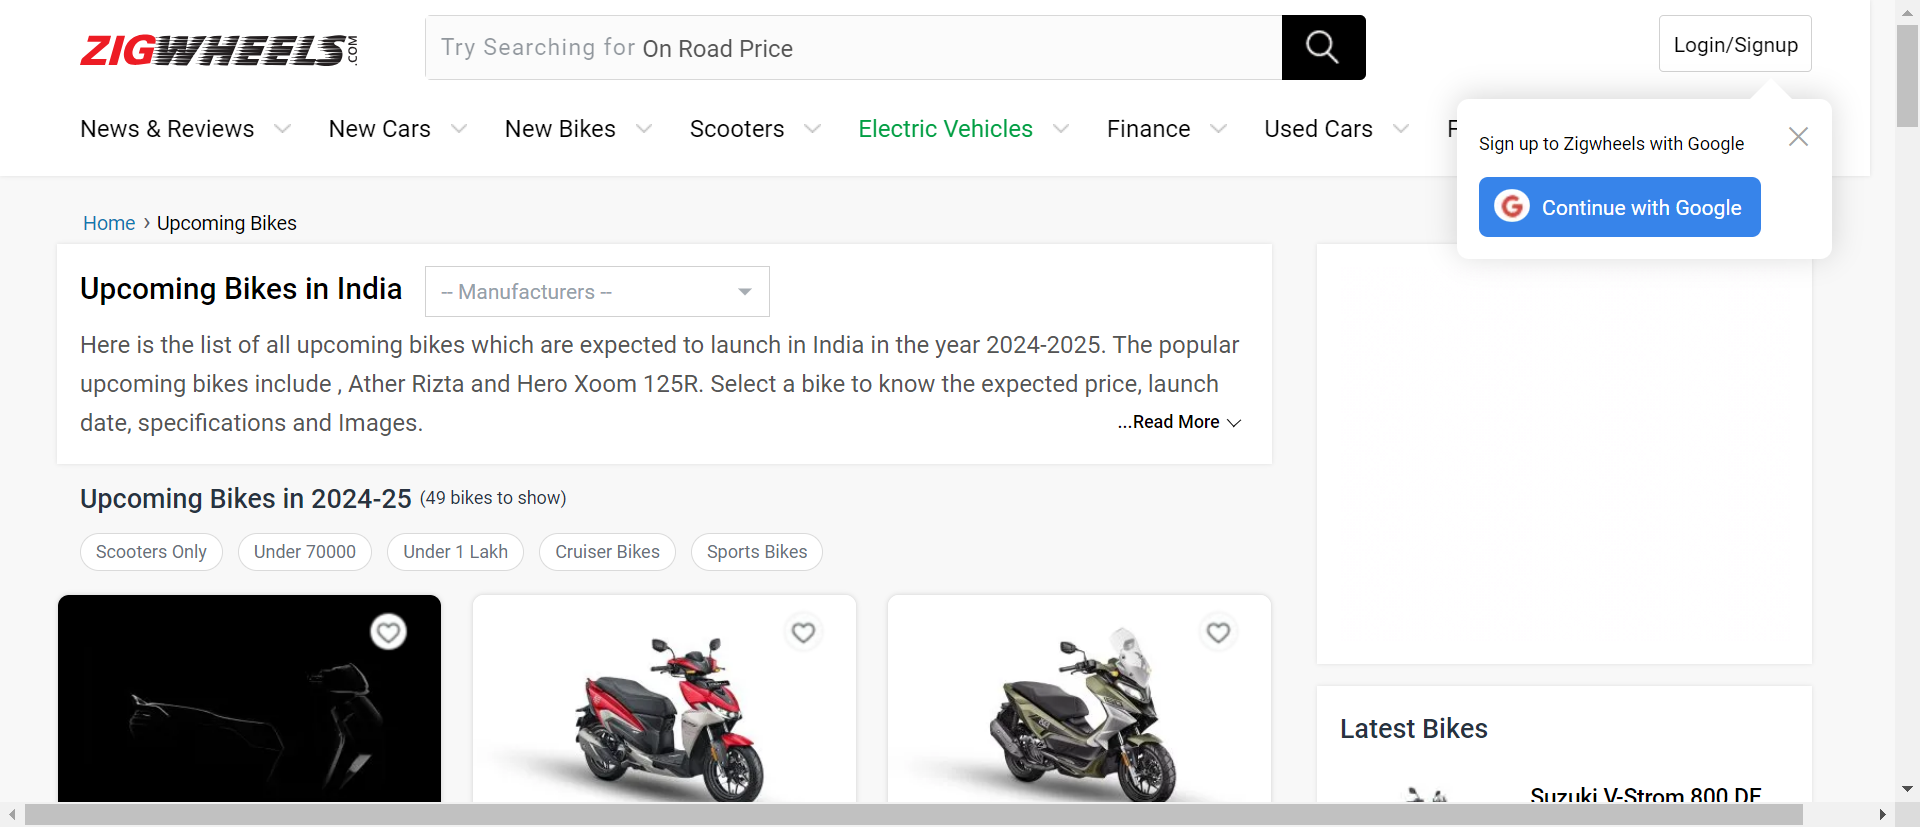 ZIGWHEELS.COM
Try Searching for On Road Price
Login/Signup
News & Reviews
New Cars
New Bikes
Scooters
Electric Vehicles
Finance
Used Cars
F
Sign up to Zigwheels with Google
Continue with Google
Home › Upcoming Bikes
Upcoming Bikes in India
-- Manufacturers --
Here is the list of all upcoming bikes which are expected to launch in India in the year 2024-2025. The popular
upcoming bikes include , Ather Rizta and Hero Xoom 125R. Select a bike to know the expected price, launch
date, specifications and Images.
...Read More
Upcoming Bikes in 2024-25 (49 bikes to show)
Scooters Only
Under 70000
Under 1 Lakh
Cruiser Bikes
Sports Bikes
Latest Bikes
Suzuki V-Strom 800 DE